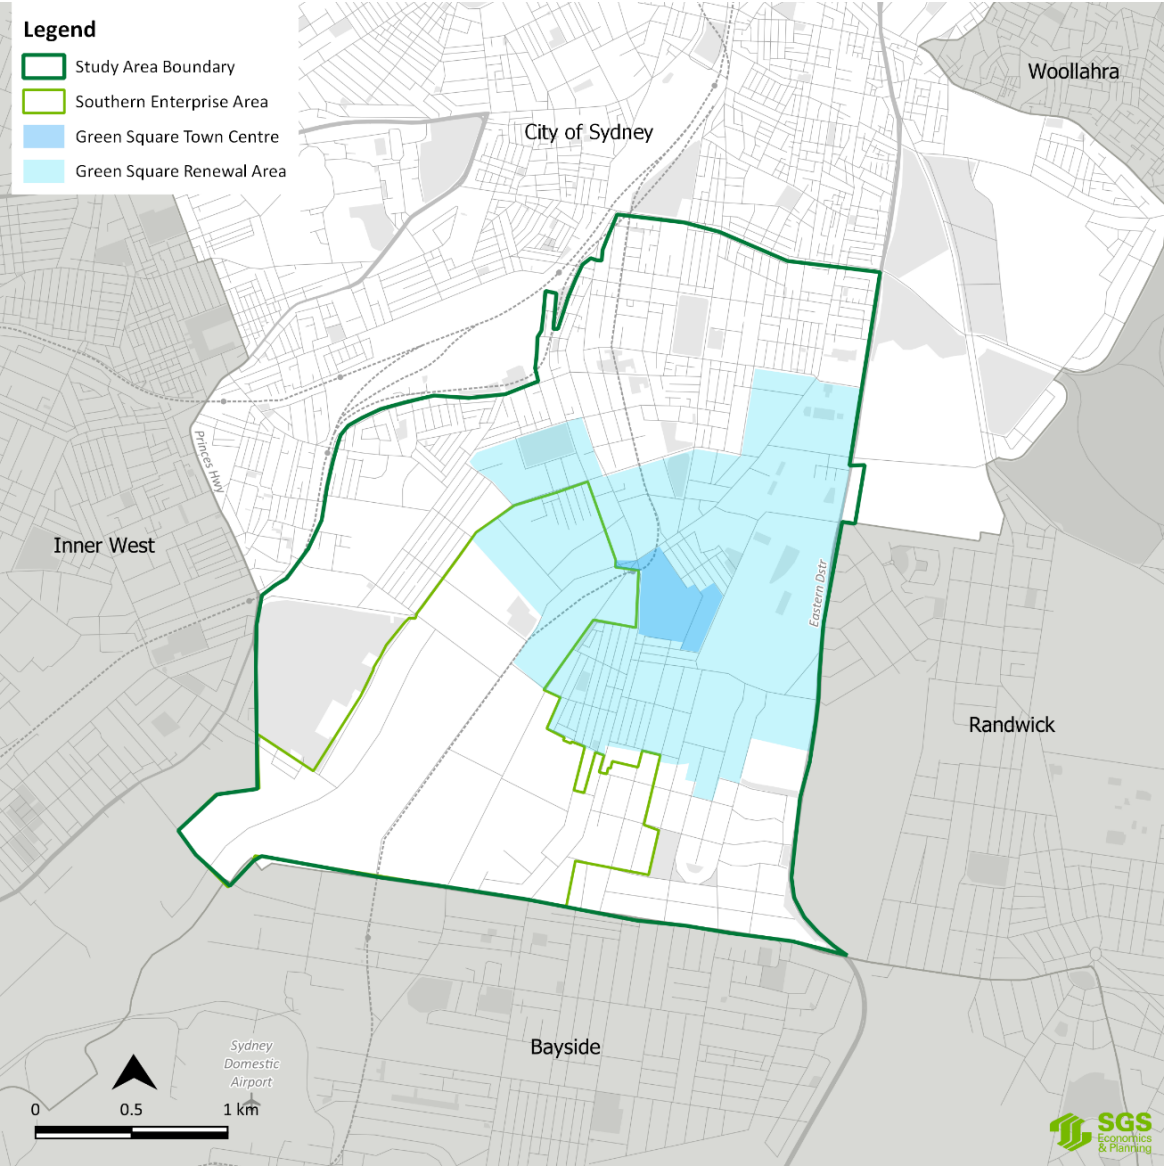 Legend
Study Area Boundary
Southern Enterprise Area
Green Square Town Centre
Green Square Renewal Area
Woollahra
City of Sydney
Princes Hwy
Inner West
Eastern Dstr
Randwick
Bayside
Sydney
Domestic
Airport
0 0.5 1 km
SGS
Economics
& Planning